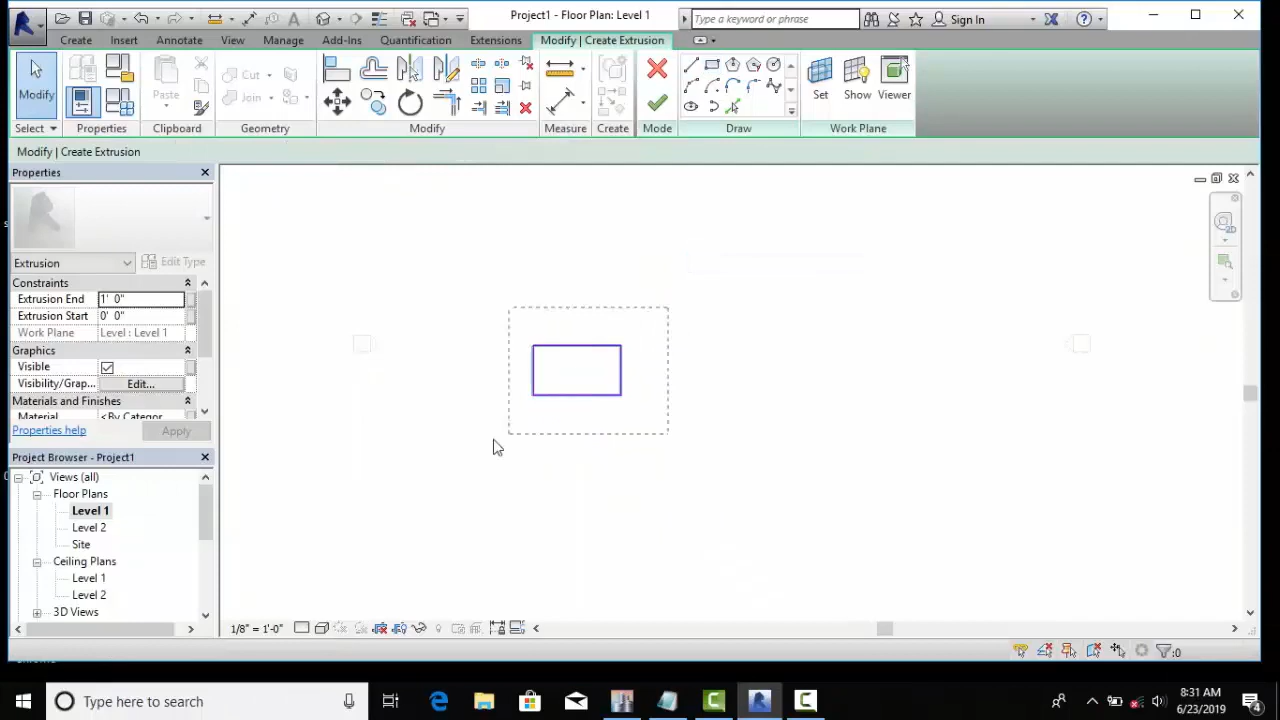 Project1 - Floor Plan: Level 1
Type a keyword or phrase
Sign In
Create
Insert
Annotate
View
Manage
Add-Ins
Quantification
Extensions
Modify | Create Extrusion
Modify
Paste
Cut
Join
Set
Show
Viewer
Select
Properties
Clipboard
Geometry
Modify
Measure
Create
Mode
Draw
Work Plane
Modify | Create Extrusion
Properties
Extrusion
Edit Type
Constraints
Extrusion End 1' 0"
Extrusion Start 0' 0"
Work Plane Level : Level 1
Graphics
Visible
Visibility/Grap... Edit...
Materials and Finishes
Material <By Categor
Properties help
Apply
Project Browser - Project1
Views (all)
Floor Plans
Level 1
Level 2
Site
Ceiling Plans
Level 1
Level 2
3D Views
1/8" = 1'-0"
:0
Type here to search
8:31 AM
6/23/2019
4